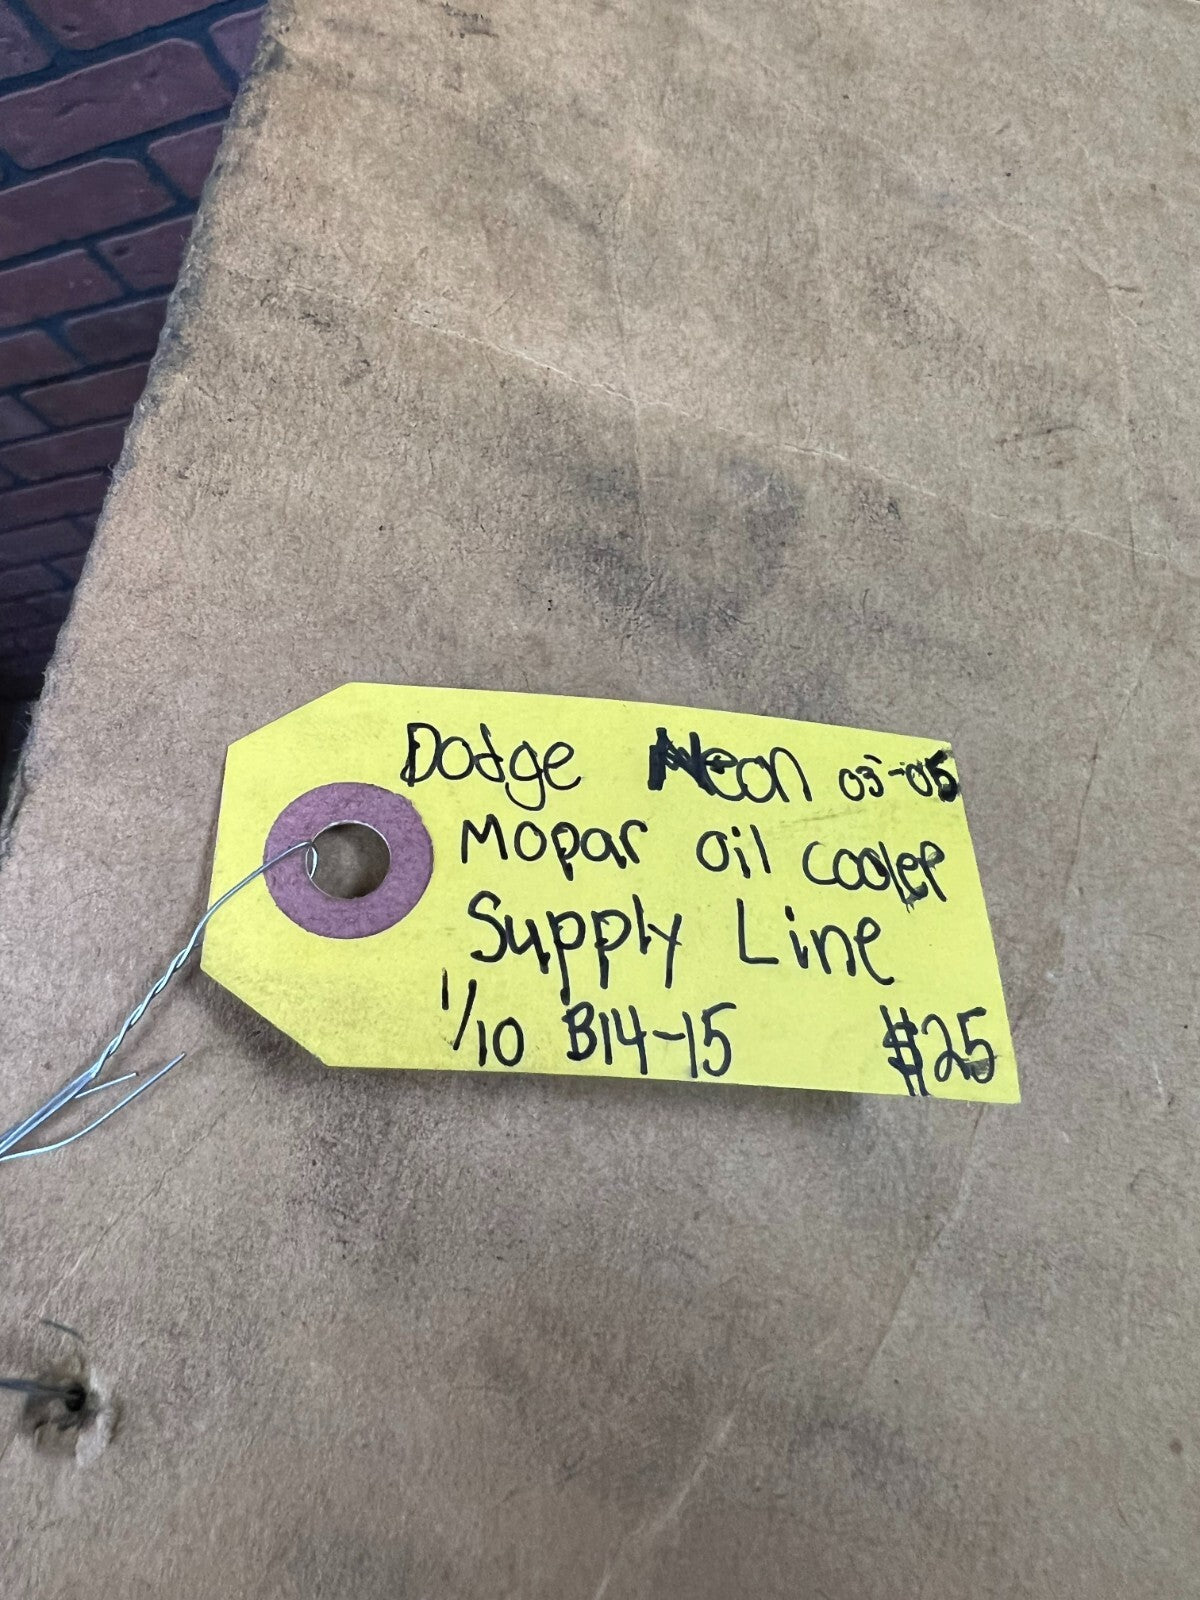 Dodge Neon 03-05
Mopar oil cooler
Supply Line
1/10 B14-15 $25